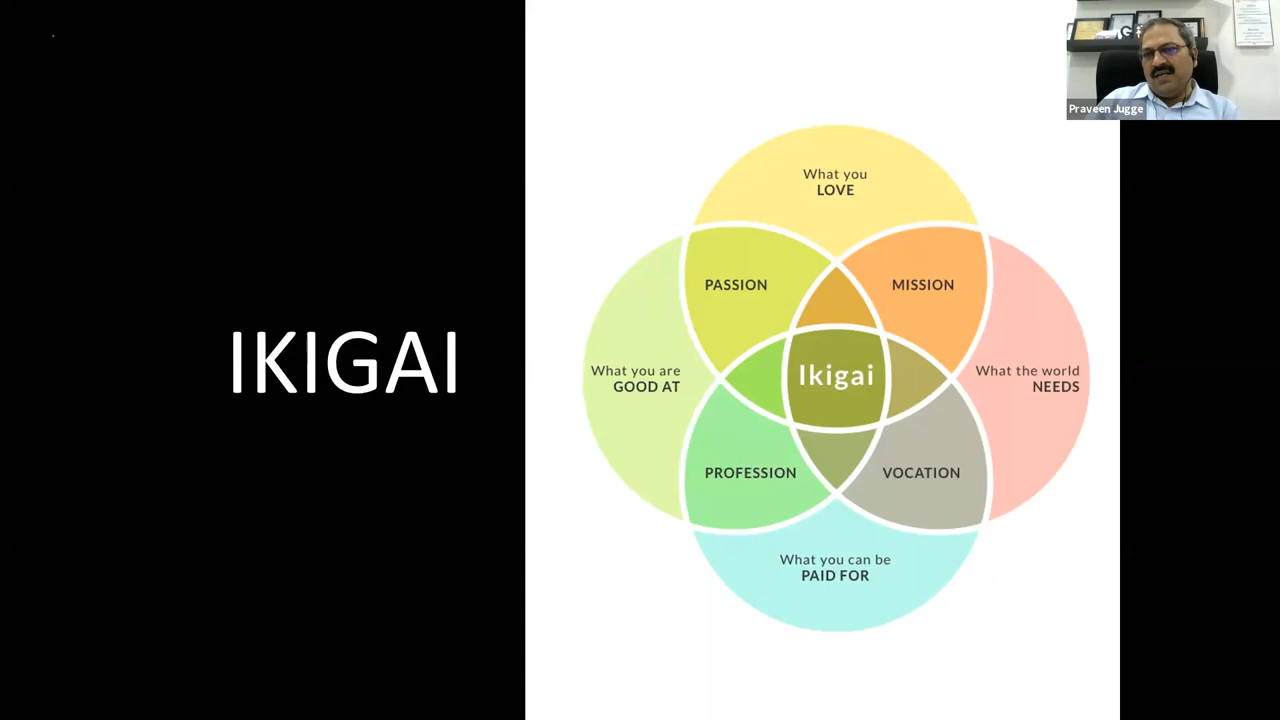 IKIGAI
Praveen Jugge
What you
LOVE
PASSION
MISSION
What you are
GOOD AT
Ikigai
What the world
NEEDS
PROFESSION
VOCATION
What you can be
PAID FOR